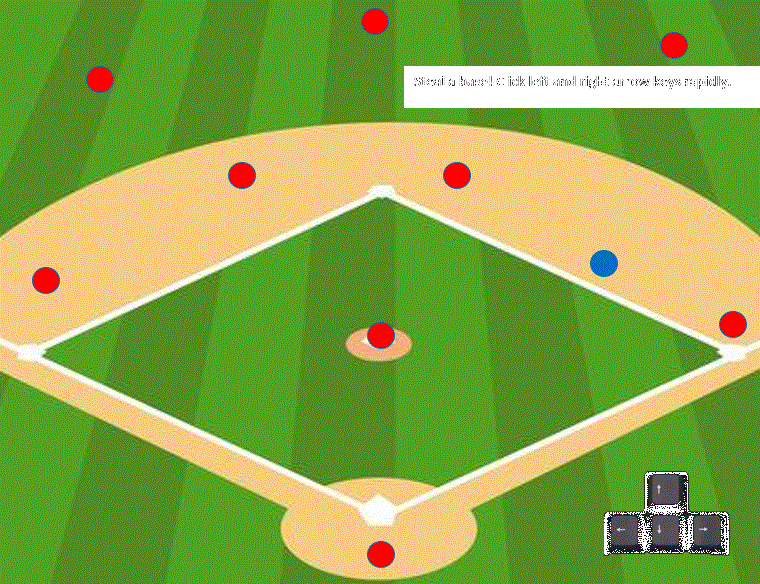 Steal a base! Click left and right arrow keys rapidly.
↑
← ↓ →